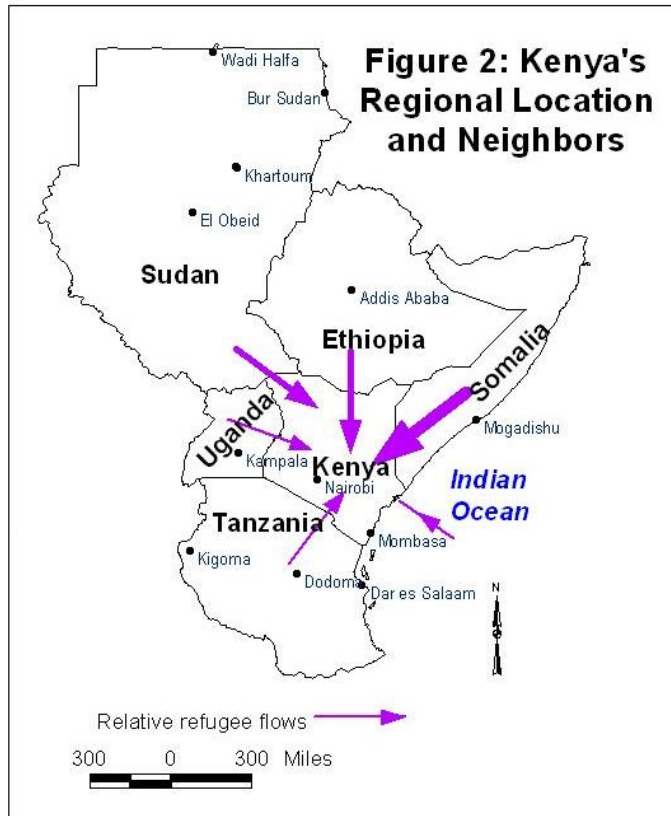 Figure 2: Kenya's
Regional Location
and Neighbors
Wadi Halfa
Bur Sudan
Khartoum
El Obeid
Sudan
Addis Ababa
Ethiopia
Somalia
Uganda
Mogadishu
Kampala
Kenya
Nairobi
Indian
Ocean
Tanzania
Mombasa
Kigoma
Dodoma
Dar es Salaam
N
Relative refugee flows
300 0 300 Miles